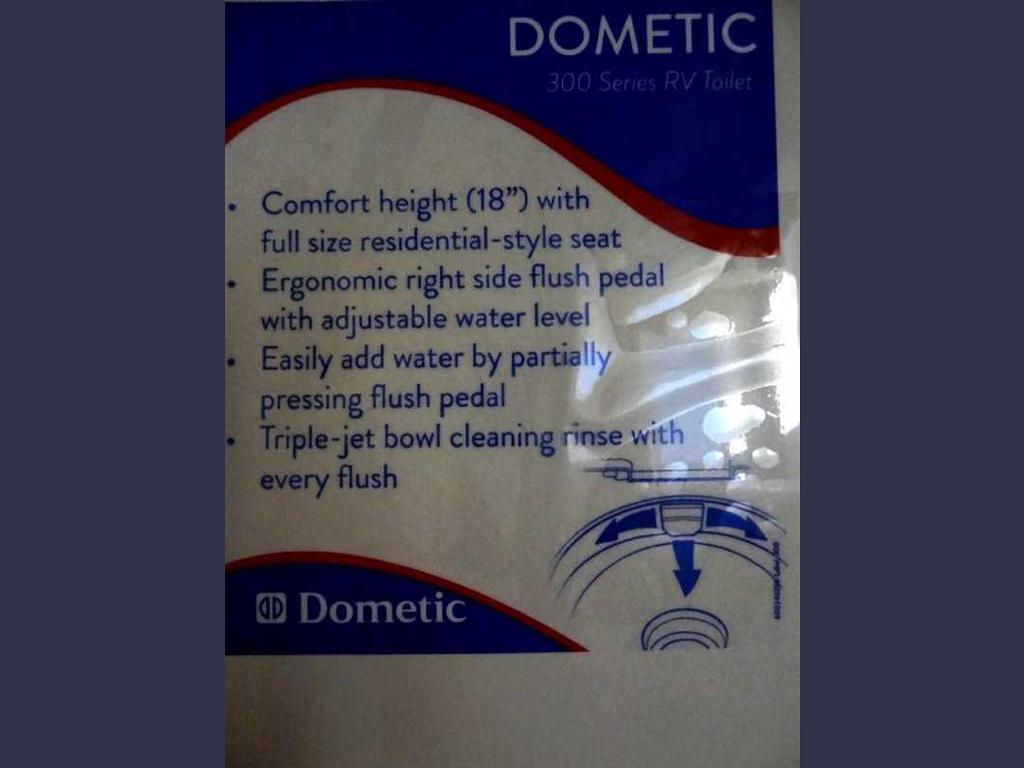 DOMETIC
300 Series RV Toilet
• Comfort height (18”) with
full size residential-style seat
• Ergonomic right side flush pedal
with adjustable water level
• Easily add water by partially
pressing flush pedal
• Triple-jet bowl cleaning rinse with
every flush
Dometic